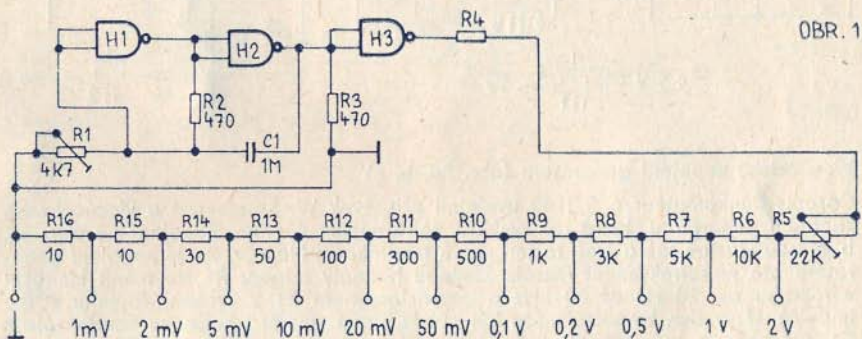 OBR. 1
H1
H2
H3
R4
R2
470
R3
470
C1
1M
R1
4K7
R16 R15 R14 R13 R12 R11 R10 R9 R8 R7 R6 R5
10 10 30 50 100 300 500 1K 3K 5K 10K 22K
1mV 2 mV 5 mV 10 mV 20 mV 50 mV 0,1 V 0,2 V 0,5 V 1 V 2 V